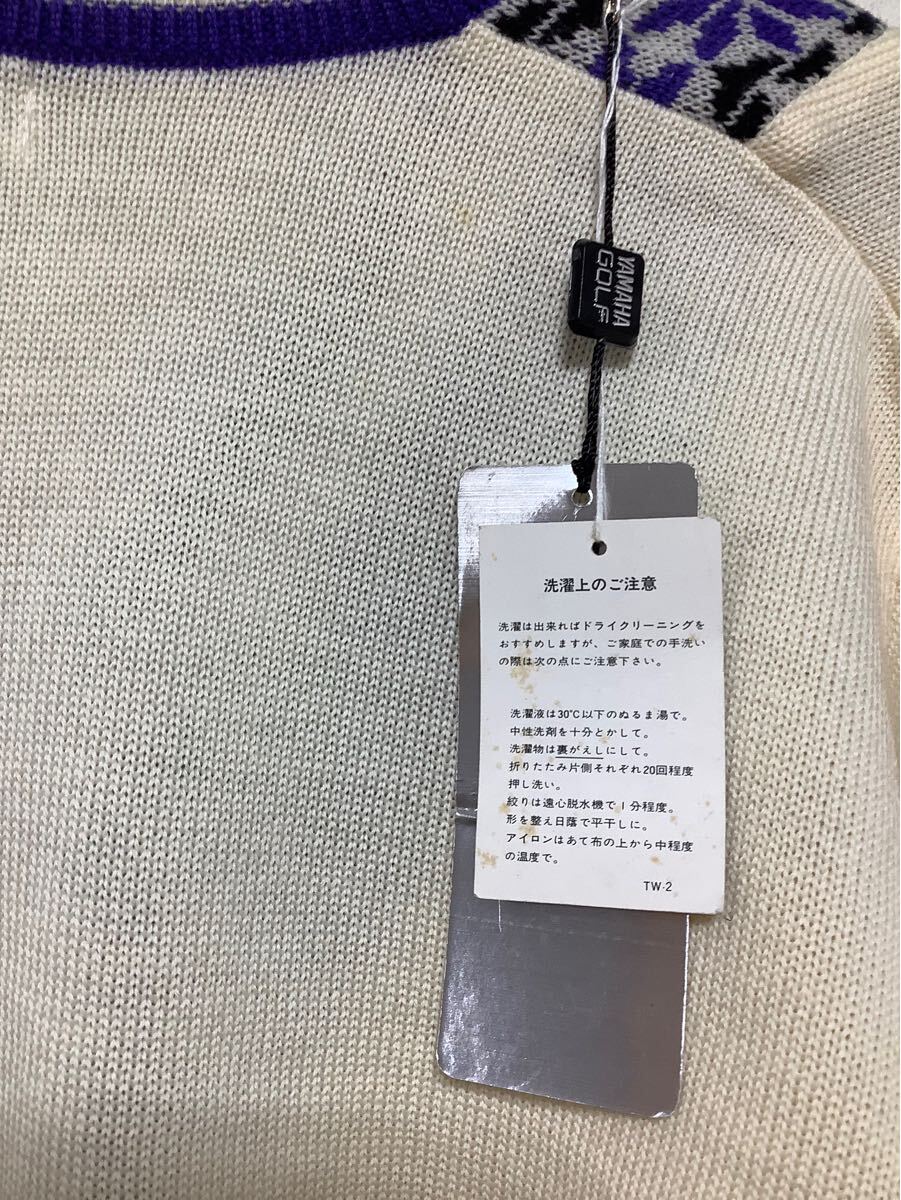 YAMAHA
GOLF
洗濯上のご注意
洗濯は出来ればドライクリーニングを
おすすめしますが、ご家庭での手洗い
の際は次の点にご注意下さい。
洗濯液は30℃以下のぬるま湯で。
中性洗剤を十分とかして。
洗濯物は裏がえしにして。
折りたたみ片側それぞれ20回程度
押し洗い。
絞りは遠心脱水機で1分程度。
形を整え日蔭で平干しに。
アイロンはあて布の上から中程度
の温度で。
TW-2